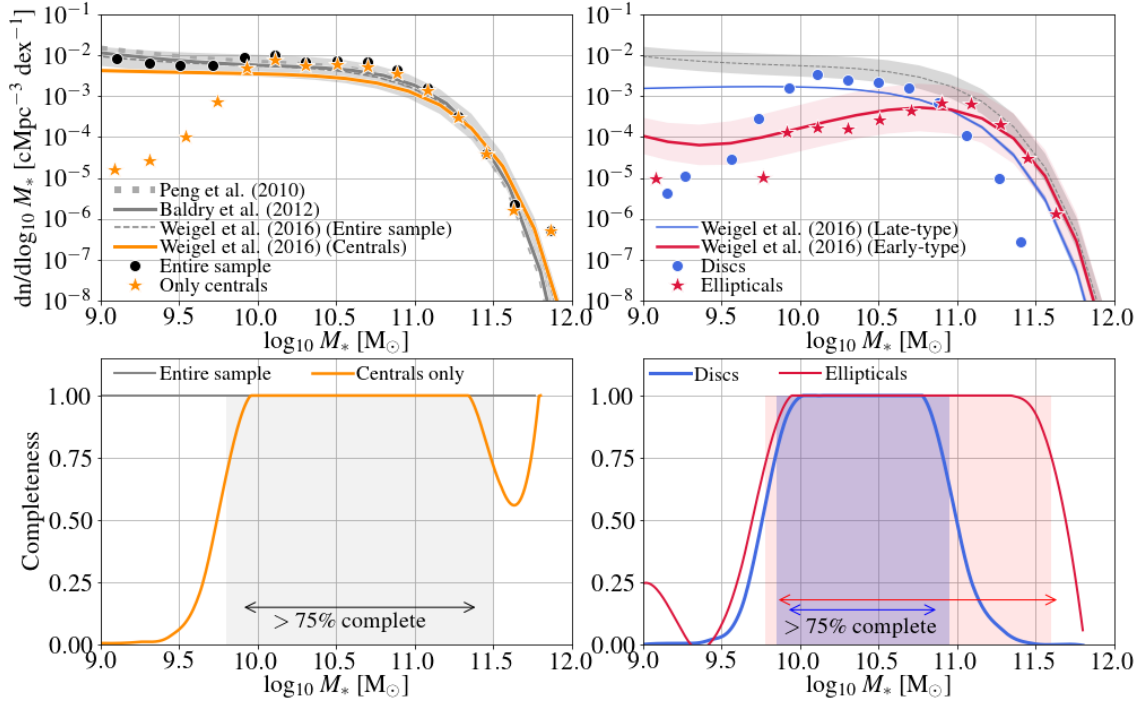 dn/dlog₁₀ M* [cMpc⁻³ dex⁻¹]
10⁻¹
10⁻²
10⁻³
10⁻⁴
10⁻⁵
10⁻⁶
10⁻⁷
10⁻⁸
Peng et al. (2010)
Baldry et al. (2012)
Weigel et al. (2016) (Entire sample)
Weigel et al. (2016) (Centrals)
Entire sample
Only centrals
9.0 9.5 10.0 10.5 11.0 11.5 12.0
log₁₀ M* [M⊙]
10⁻¹
10⁻²
10⁻³
10⁻⁴
10⁻⁵
10⁻⁶
10⁻⁷
10⁻⁸
Weigel et al. (2016) (Late-type)
Weigel et al. (2016) (Early-type)
Discs
Ellipticals
9.0 9.5 10.0 10.5 11.0 11.5 12.0
log₁₀ M* [M⊙]
Entire sample Centrals only
Completeness
1.00
0.75
0.50
0.25
0.00
> 75% complete
9.0 9.5 10.0 10.5 11.0 11.5 12.0
log₁₀ M* [M⊙]
Discs Ellipticals
1.00
0.75
0.50
0.25
0.00
> 75% complete
9.0 9.5 10.0 10.5 11.0 11.5 12.0
log₁₀ M* [M⊙]